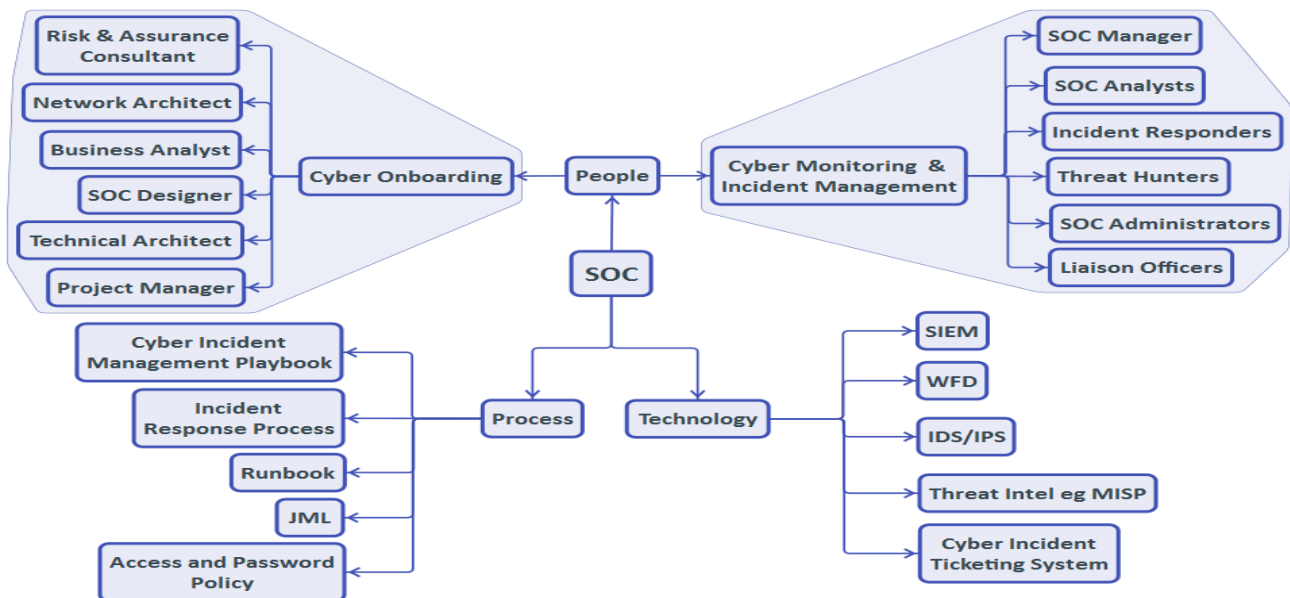 Risk & Assurance
Consultant
Network Architect
Business Analyst
SOC Designer
Technical Architect
Project Manager
Cyber Onboarding
People
Cyber Monitoring &
Incident Management
SOC Manager
SOC Analysts
Incident Responders
Threat Hunters
SOC Administrators
Liaison Officers
SOC
Cyber Incident
Management Playbook
Incident
Response Process
Runbook
JML
Access and Password
Policy
Process
Technology
SIEM
WFD
IDS/IPS
Threat Intel eg MISP
Cyber Incident
Ticketing System